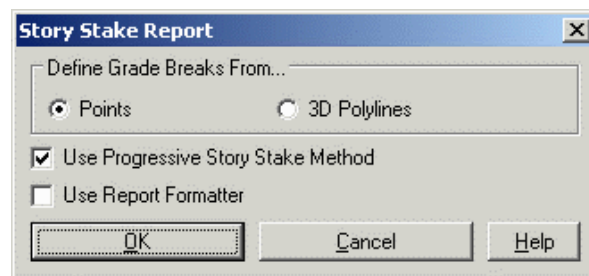 Story Stake Report
Define Grade Breaks From...
Points 3D Polylines
Use Progressive Story Stake Method
Use Report Formatter
OK Cancel Help